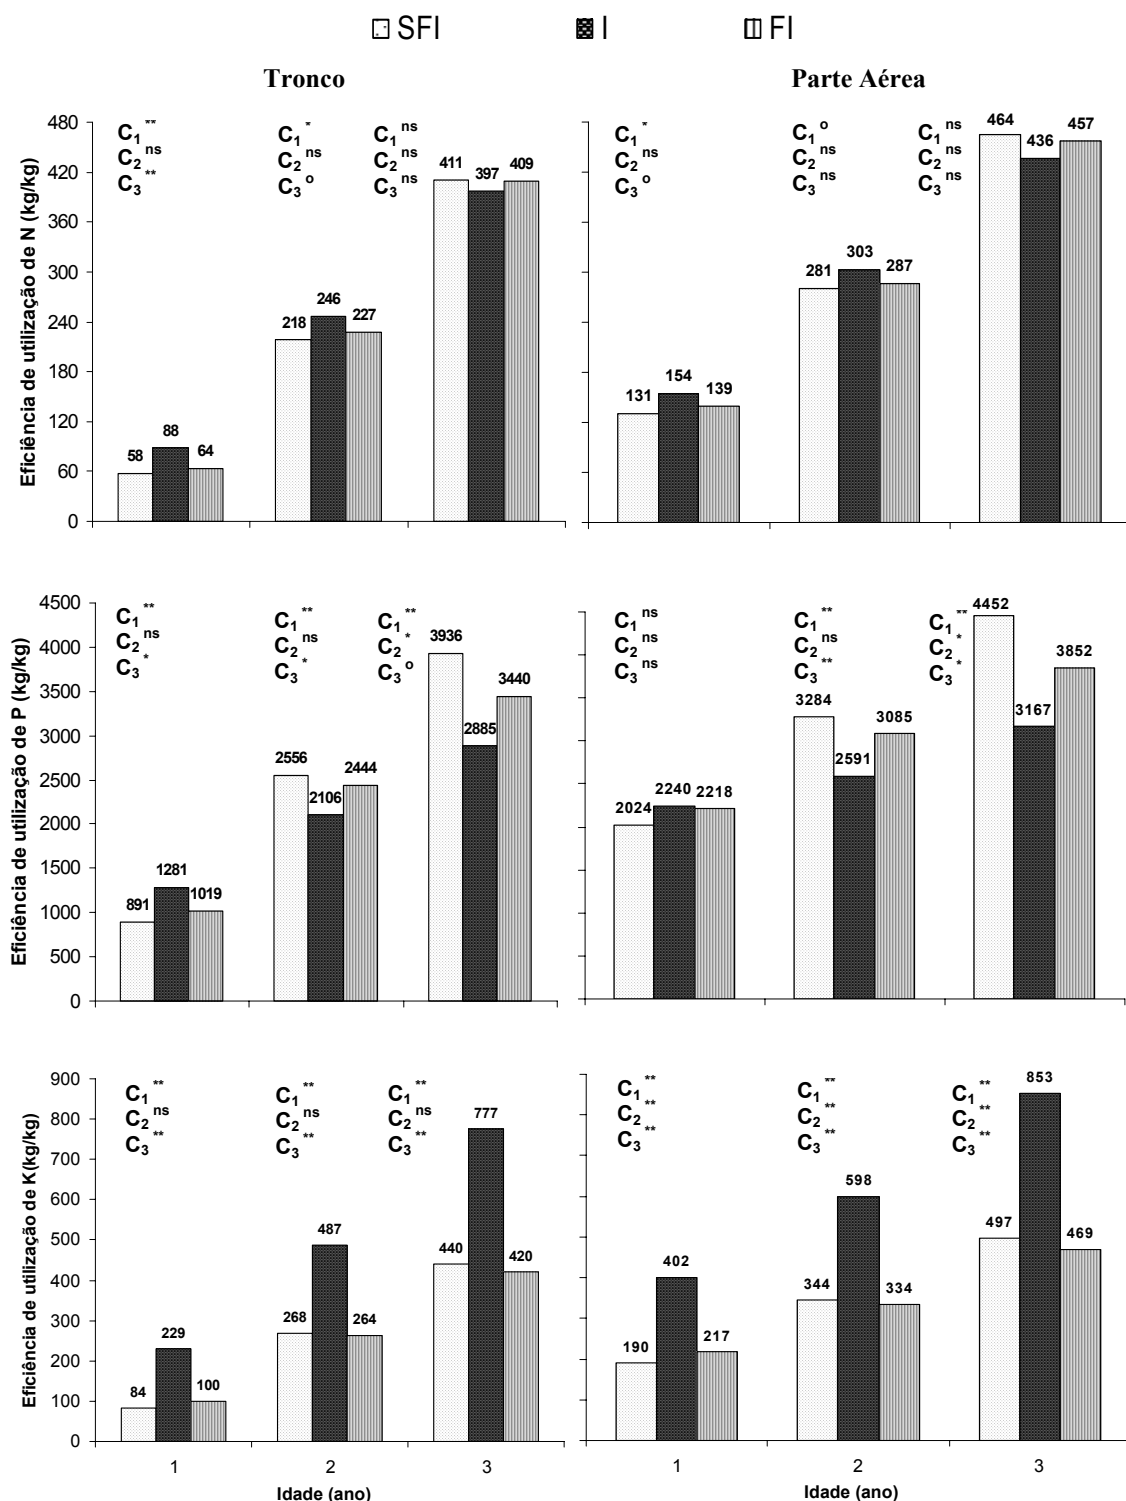 SFI I FI
Tronco Parte Aérea
Eficiência de utilização de N (kg/kg)
480
420
360
300
240
180
120
60
0
C1 **
C2 ns
C3 **
C1 *
C2 ns
C3 o
C1 ns
C2 ns
C3 ns
58 88 64
218 246 227
411 397 409
C1 *
C2 ns
C3 o
C1 o
C2 ns
C3 ns
C1 ns
C2 ns
C3 ns
131 154 139
281 303 287
464 436 457
Eficiência de utilização de P (kg/kg)
4500
4000
3500
3000
2500
2000
1500
1000
500
0
C1 **
C2 ns
C3 *
C1 **
C2 ns
C3 *
C1 **
C2 *
C3 o
891 1281 1019
2556 2106 2444
3936 2885 3440
C1 ns
C2 ns
C3 ns
C1 **
C2 ns
C3 **
C1 **
C2 *
C3 *
2024 2240 2218
3284 2591 3085
4452 3167 3852
Eficiência de utilização de K(kg/kg)
900
800
700
600
500
400
300
200
100
0
C1 **
C2 ns
C3 **
C1 **
C2 ns
C3 **
C1 **
C2 ns
C3 **
84 229 100
268 487 264
440 777 420
1 2 3
Idade (ano)
C1 **
C2 **
C3 **
C1 **
C2 **
C3 **
C1 **
C2 **
C3 **
190 402 217
344 598 334
497 853 469
1 2 3
Idade (ano)